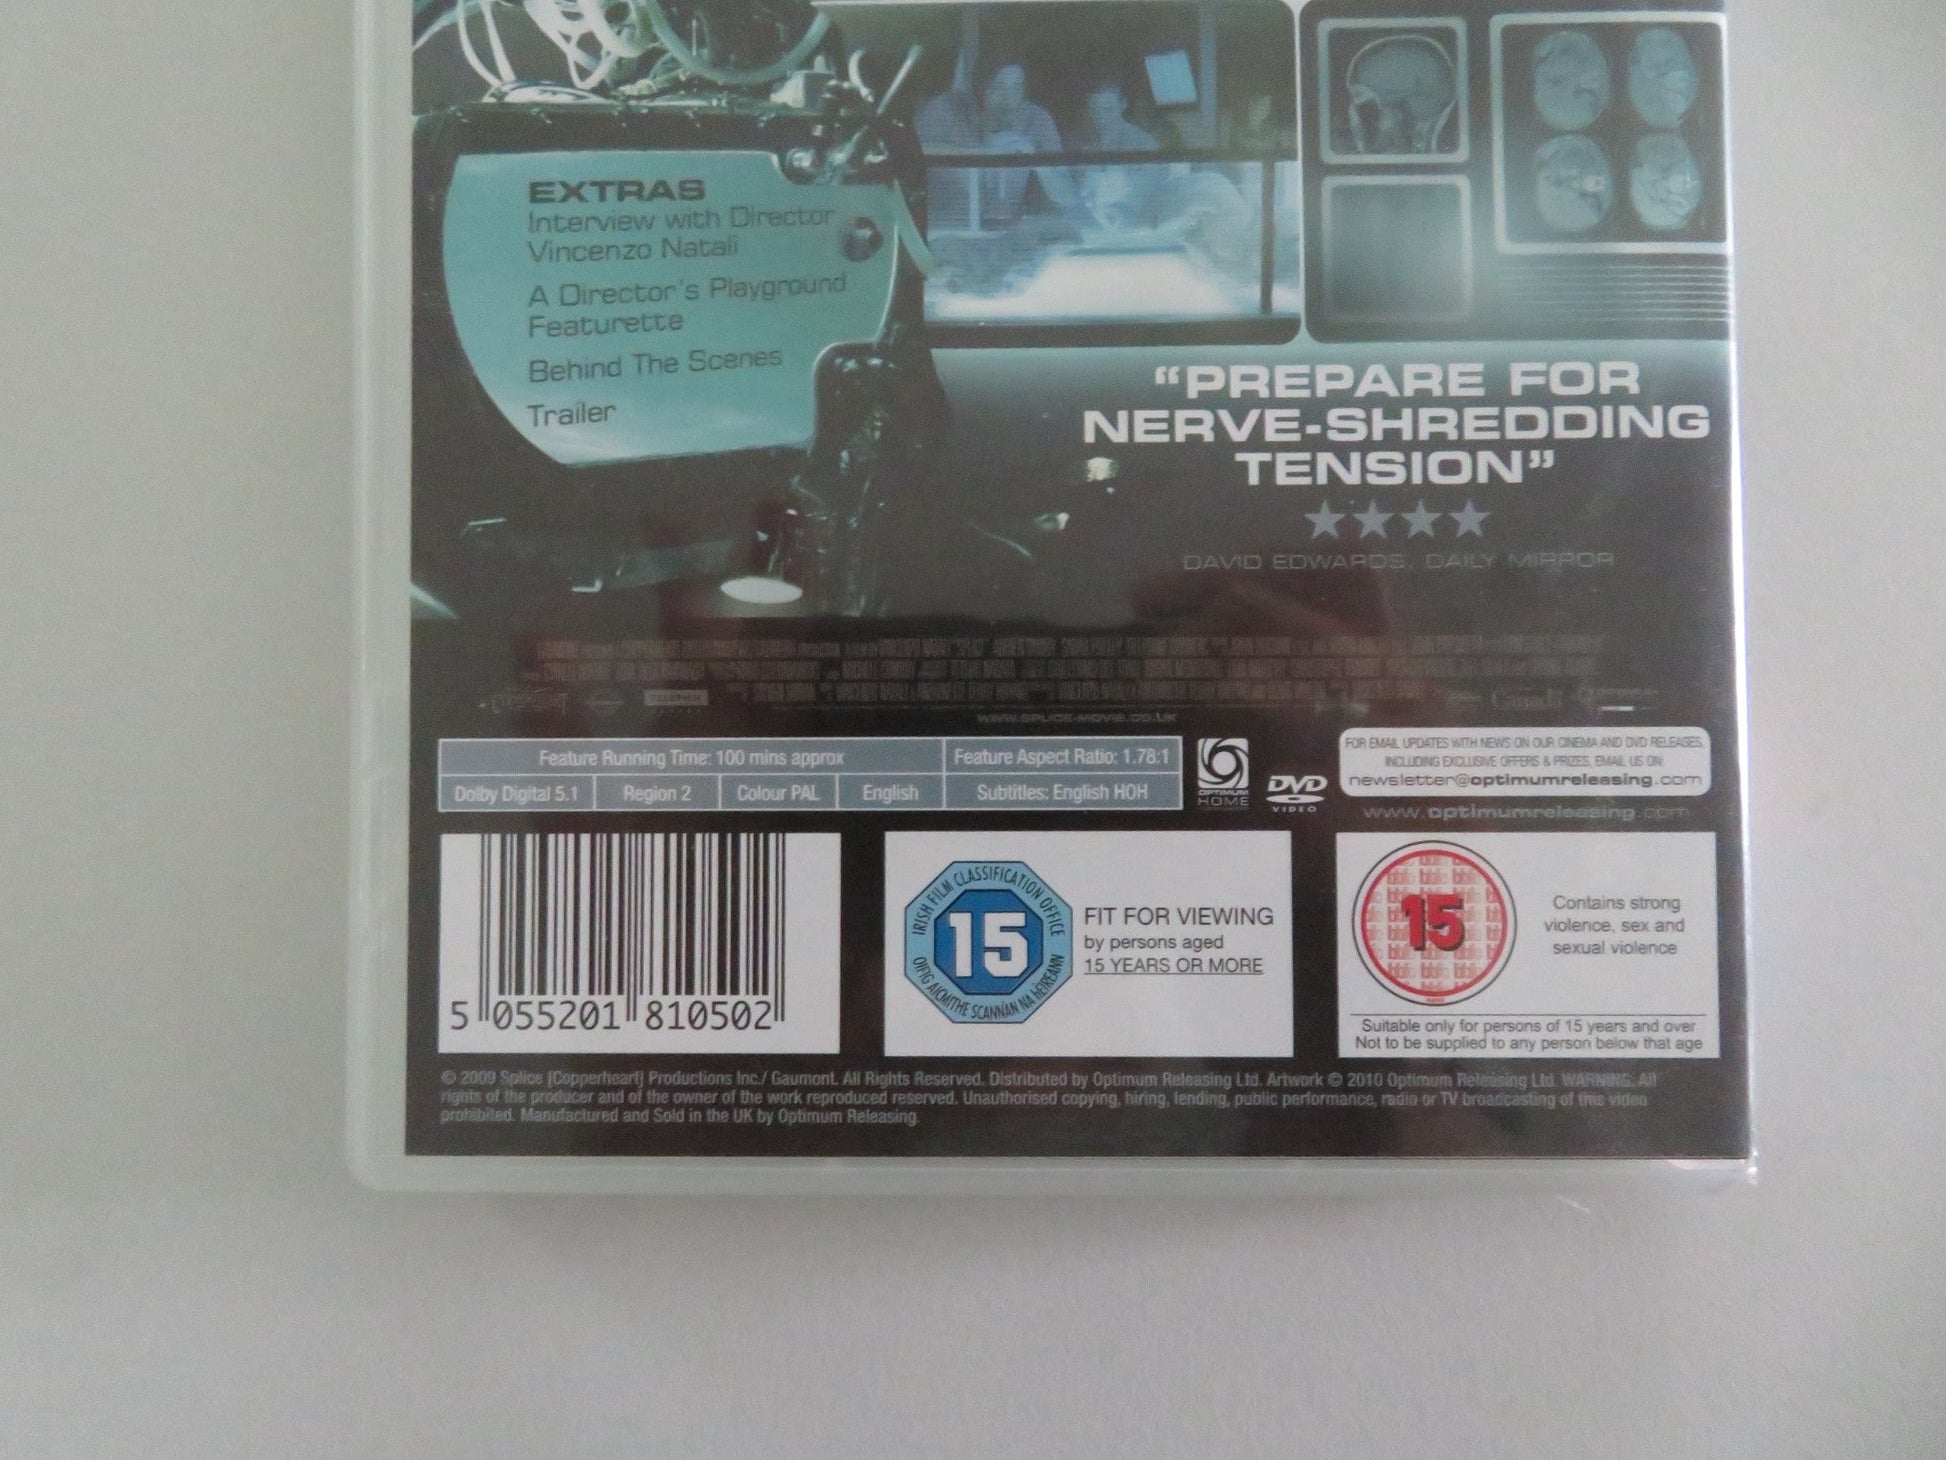 EXTRAS
Interview with Director
Vincenzo Natali
A Director's Playground
Featurette
Behind The Scenes
Trailer
"PREPARE FOR
NERVE-SHREDDING
TENSION"
DAVID EDWARDS, DAILY MIRROR
WWW.SPLICE-MOVIE.CO.UK
Feature Running Time: 100 mins approx
Feature Aspect Ratio: 1.78:1
Dolby Digital 5.1
Region 2
Colour PAL
English
Subtitles: English HOH
OPTIMUM
HOME
DVD
VIDEO
FOR EMAIL UPDATES WITH NEWS ON OUR CINEMA AND DVD RELEASES,
INCLUDING EXCLUSIVE OFFERS & PRIZES, EMAIL US ON:
newsletter@optimumreleasing.com
www.optimumreleasing.com
5 055201 810502
IRISH FILM CLASSIFICATION OFFICE
15
OIFIG AICMITHE SCANNÁN NA hÉIREANN
FIT FOR VIEWING
by persons aged
15 YEARS OR MORE
15
Contains strong
violence, sex and
sexual violence
Suitable only for persons of 15 years and over
Not to be supplied to any person below that age
© 2009 Splice [Copperheart] Productions Inc./ Gaumont. All Rights Reserved. Distributed by Optimum Releasing Ltd. Artwork © 2010 Optimum Releasing Ltd. WARNING: All
rights of the producer and of the owner of the work reproduced reserved. Unauthorised copying, hiring, lending, public performance, radio or TV broadcasting of this video
prohibited. Manufactured and Sold in the UK by Optimum Releasing.